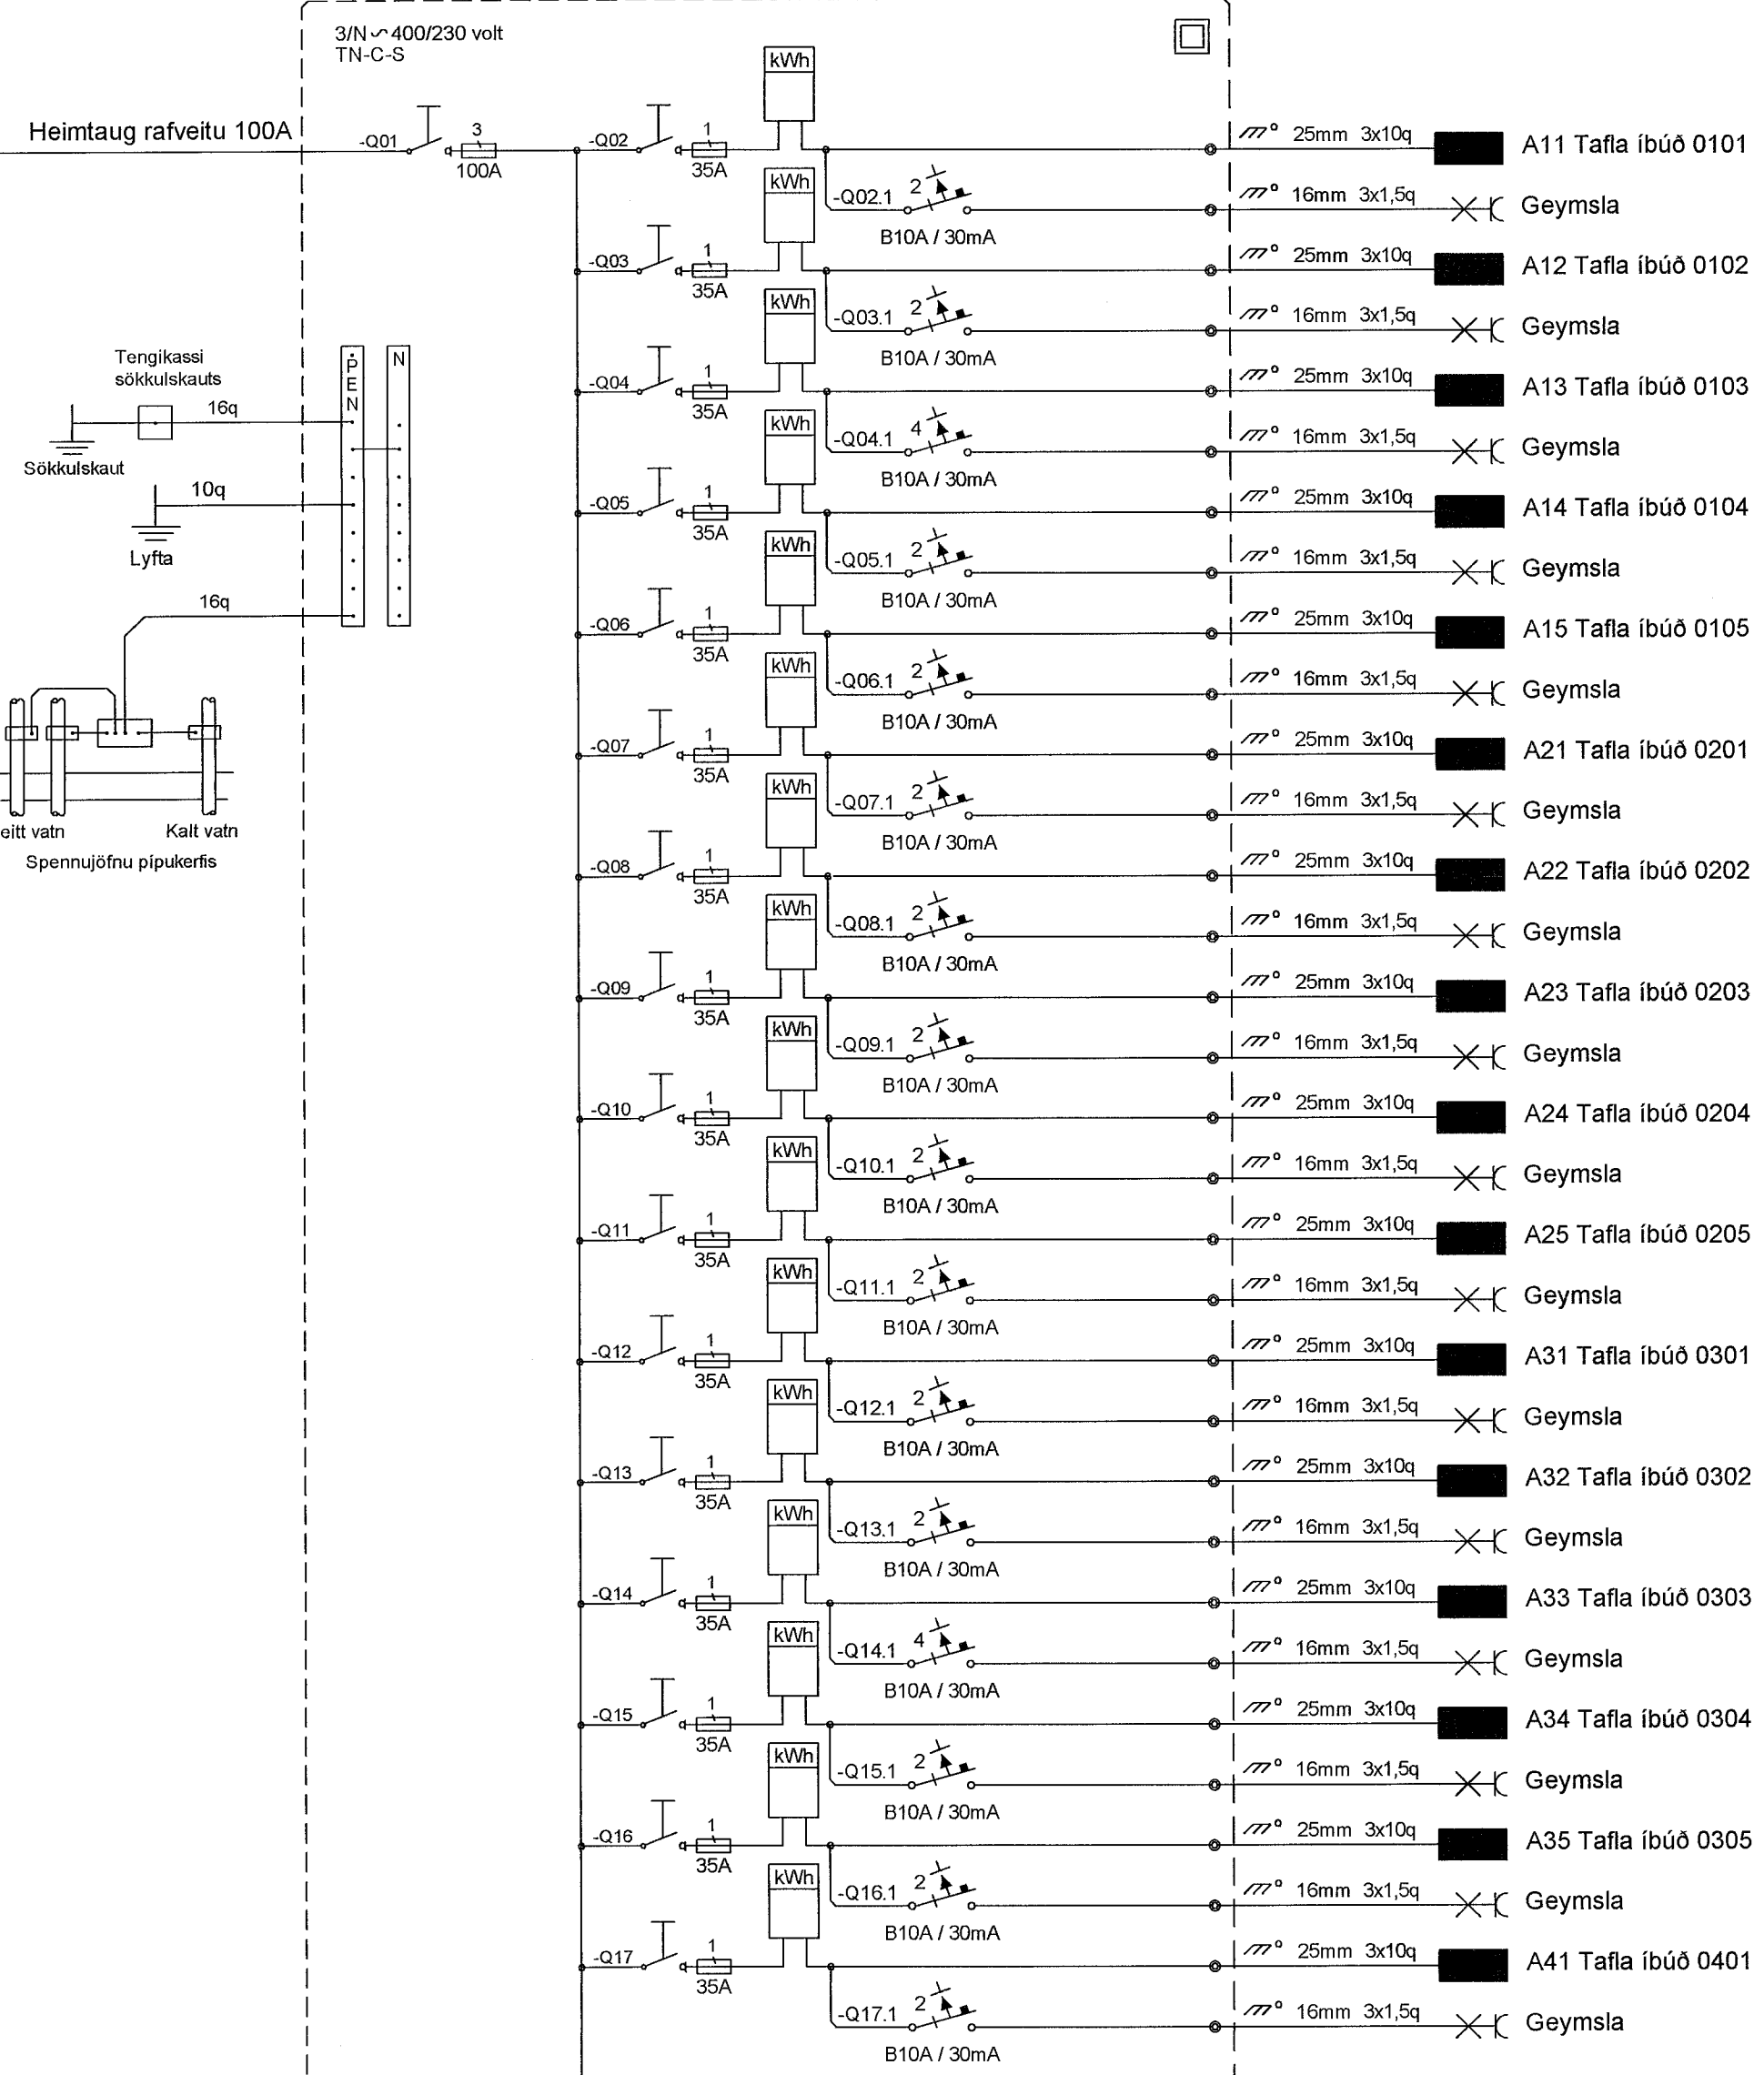 3/N ~ 400/230 volt
TN-C-S
Heimtaug rafveitu 100A
-Q01
3
100A
Tengikassi
sökkulskauts
16q
Sökkulskaut
10q
Lyfta
16q
PEN
N
eitt vatn
Kalt vatn
Spennujöfnu pípukerfis
-Q02 1 35A kWh 25mm 3x10q A11 Tafla íbúð 0101
-Q02.1 2 B10A / 30mA 16mm 3x1,5q Geymsla
-Q03 1 35A kWh 25mm 3x10q A12 Tafla íbúð 0102
-Q03.1 2 B10A / 30mA 16mm 3x1,5q Geymsla
-Q04 1 35A kWh 25mm 3x10q A13 Tafla íbúð 0103
-Q04.1 4 B10A / 30mA 16mm 3x1,5q Geymsla
-Q05 1 35A kWh 25mm 3x10q A14 Tafla íbúð 0104
-Q05.1 2 B10A / 30mA 16mm 3x1,5q Geymsla
-Q06 1 35A kWh 25mm 3x10q A15 Tafla íbúð 0105
-Q06.1 2 B10A / 30mA 16mm 3x1,5q Geymsla
-Q07 1 35A kWh 25mm 3x10q A21 Tafla íbúð 0201
-Q07.1 2 B10A / 30mA 16mm 3x1,5q Geymsla
-Q08 1 35A kWh 25mm 3x10q A22 Tafla íbúð 0202
-Q08.1 2 B10A / 30mA 16mm 3x1,5q Geymsla
-Q09 1 35A kWh 25mm 3x10q A23 Tafla íbúð 0203
-Q09.1 2 B10A / 30mA 16mm 3x1,5q Geymsla
-Q10 1 35A kWh 25mm 3x10q A24 Tafla íbúð 0204
-Q10.1 2 B10A / 30mA 16mm 3x1,5q Geymsla
-Q11 1 35A kWh 25mm 3x10q A25 Tafla íbúð 0205
-Q11.1 2 B10A / 30mA 16mm 3x1,5q Geymsla
-Q12 1 35A kWh 25mm 3x10q A31 Tafla íbúð 0301
-Q12.1 2 B10A / 30mA 16mm 3x1,5q Geymsla
-Q13 1 35A kWh 25mm 3x10q A32 Tafla íbúð 0302
-Q13.1 2 B10A / 30mA 16mm 3x1,5q Geymsla
-Q14 1 35A kWh 25mm 3x10q A33 Tafla íbúð 0303
-Q14.1 4 B10A / 30mA 16mm 3x1,5q Geymsla
-Q15 1 35A kWh 25mm 3x10q A34 Tafla íbúð 0304
-Q15.1 2 B10A / 30mA 16mm 3x1,5q Geymsla
-Q16 1 35A kWh 25mm 3x10q A35 Tafla íbúð 0305
-Q16.1 2 B10A / 30mA 16mm 3x1,5q Geymsla
-Q17 1 35A kWh 25mm 3x10q A41 Tafla íbúð 0401
-Q17.1 2 B10A / 30mA 16mm 3x1,5q Geymsla